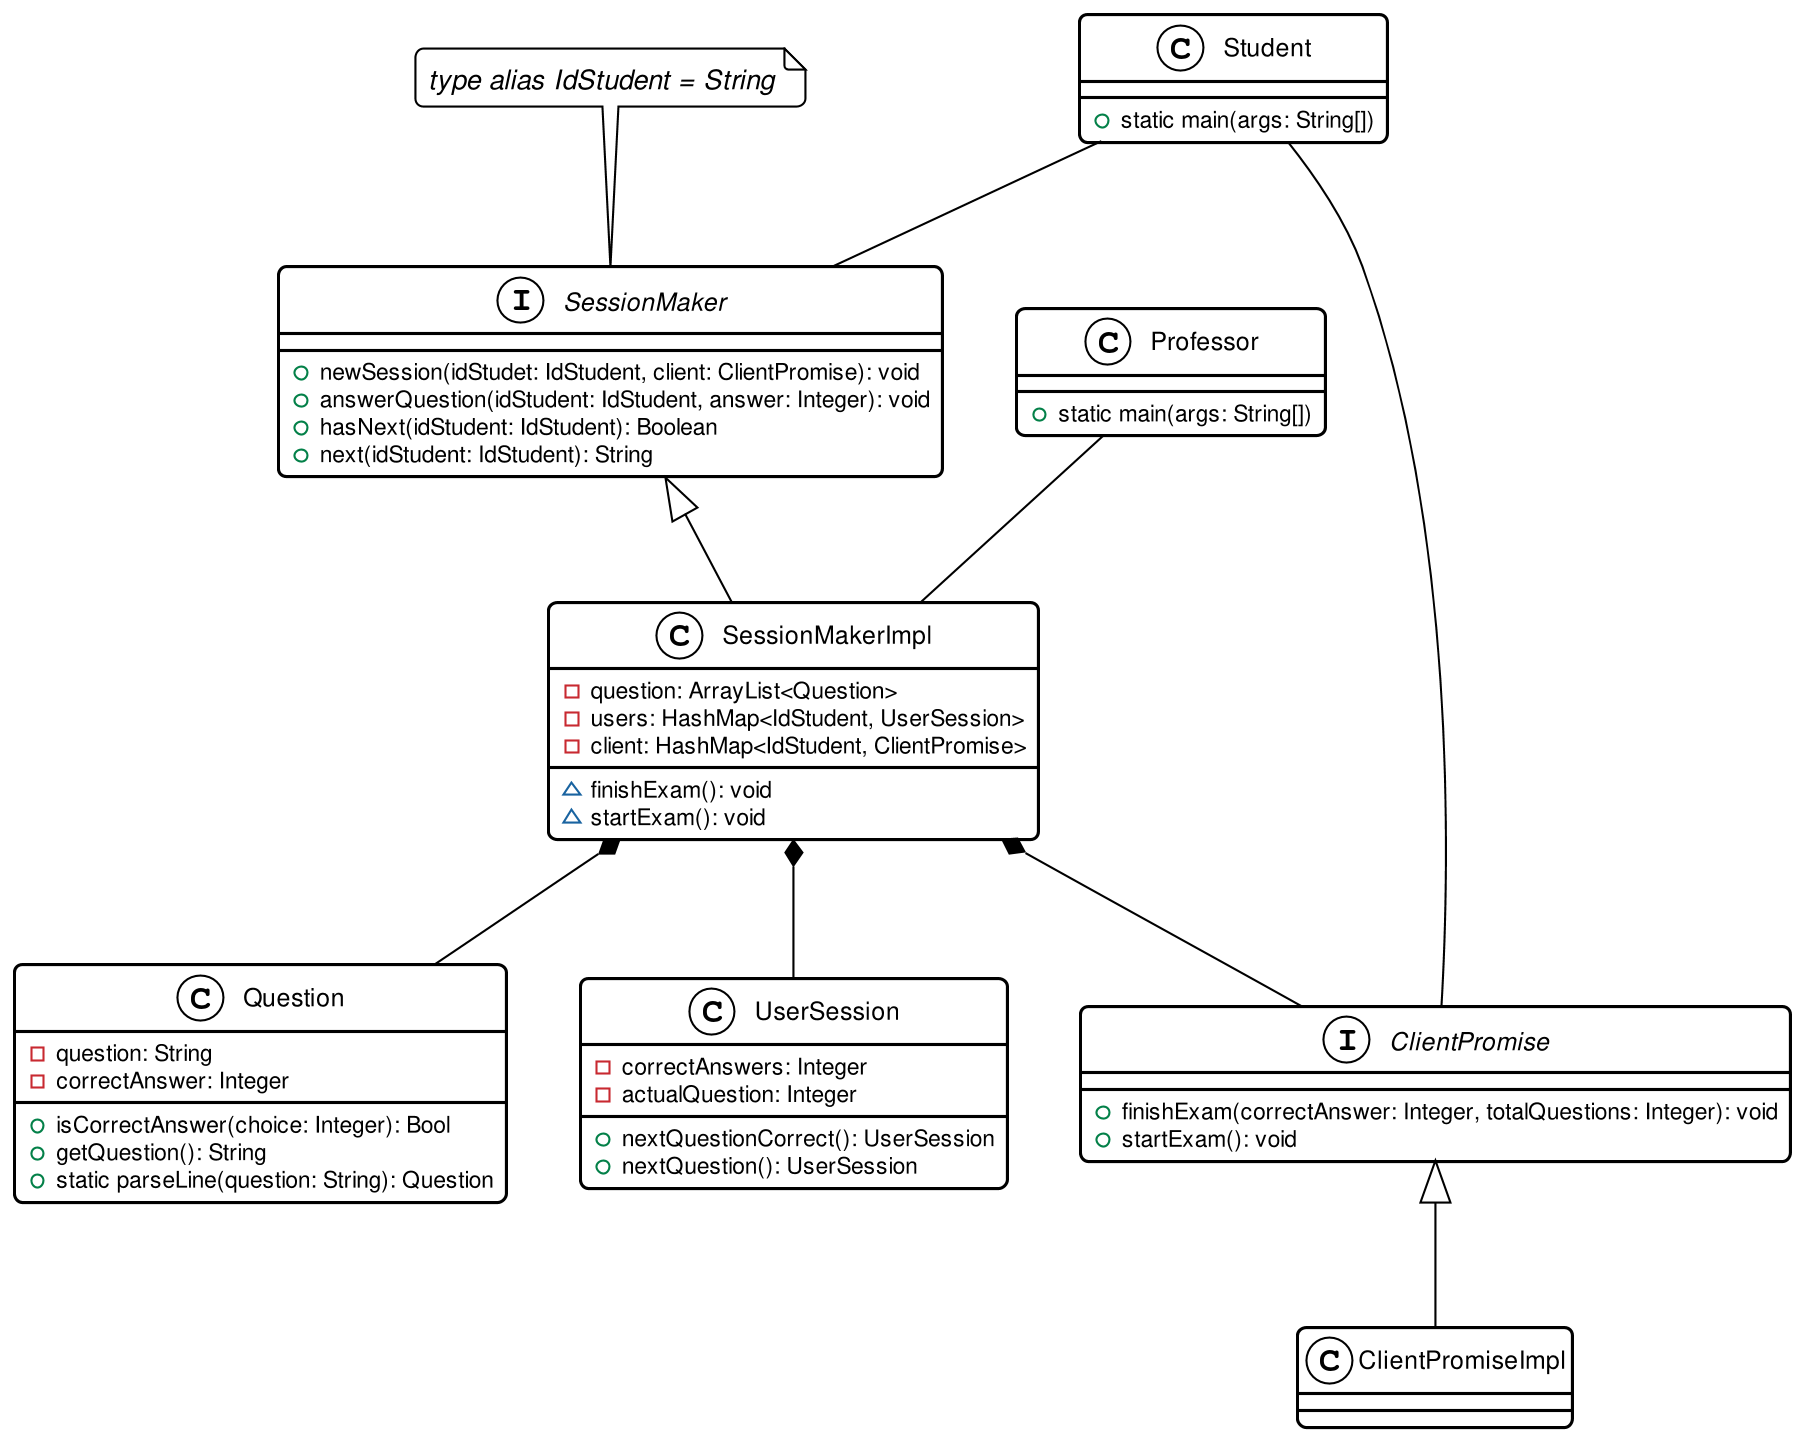 type alias IdStudent = String
C Student
static main(args: String[])
I SessionMaker
newSession(idStudet: IdStudent, client: ClientPromise): void
answerQuestion(idStudent: IdStudent, answer: Integer): void
hasNext(idStudent: IdStudent): Boolean
next(idStudent: IdStudent): String
C Professor
static main(args: String[])
C SessionMakerImpl
question: ArrayList<Question>
users: HashMap<IdStudent, UserSession>
client: HashMap<IdStudent, ClientPromise>
finishExam(): void
startExam(): void
C Question
question: String
correctAnswer: Integer
isCorrectAnswer(choice: Integer): Bool
getQuestion(): String
static parseLine(question: String): Question
C UserSession
correctAnswers: Integer
actualQuestion: Integer
nextQuestionCorrect(): UserSession
nextQuestion(): UserSession
I ClientPromise
finishExam(correctAnswer: Integer, totalQuestions: Integer): void
startExam(): void
C ClientPromiseImpl